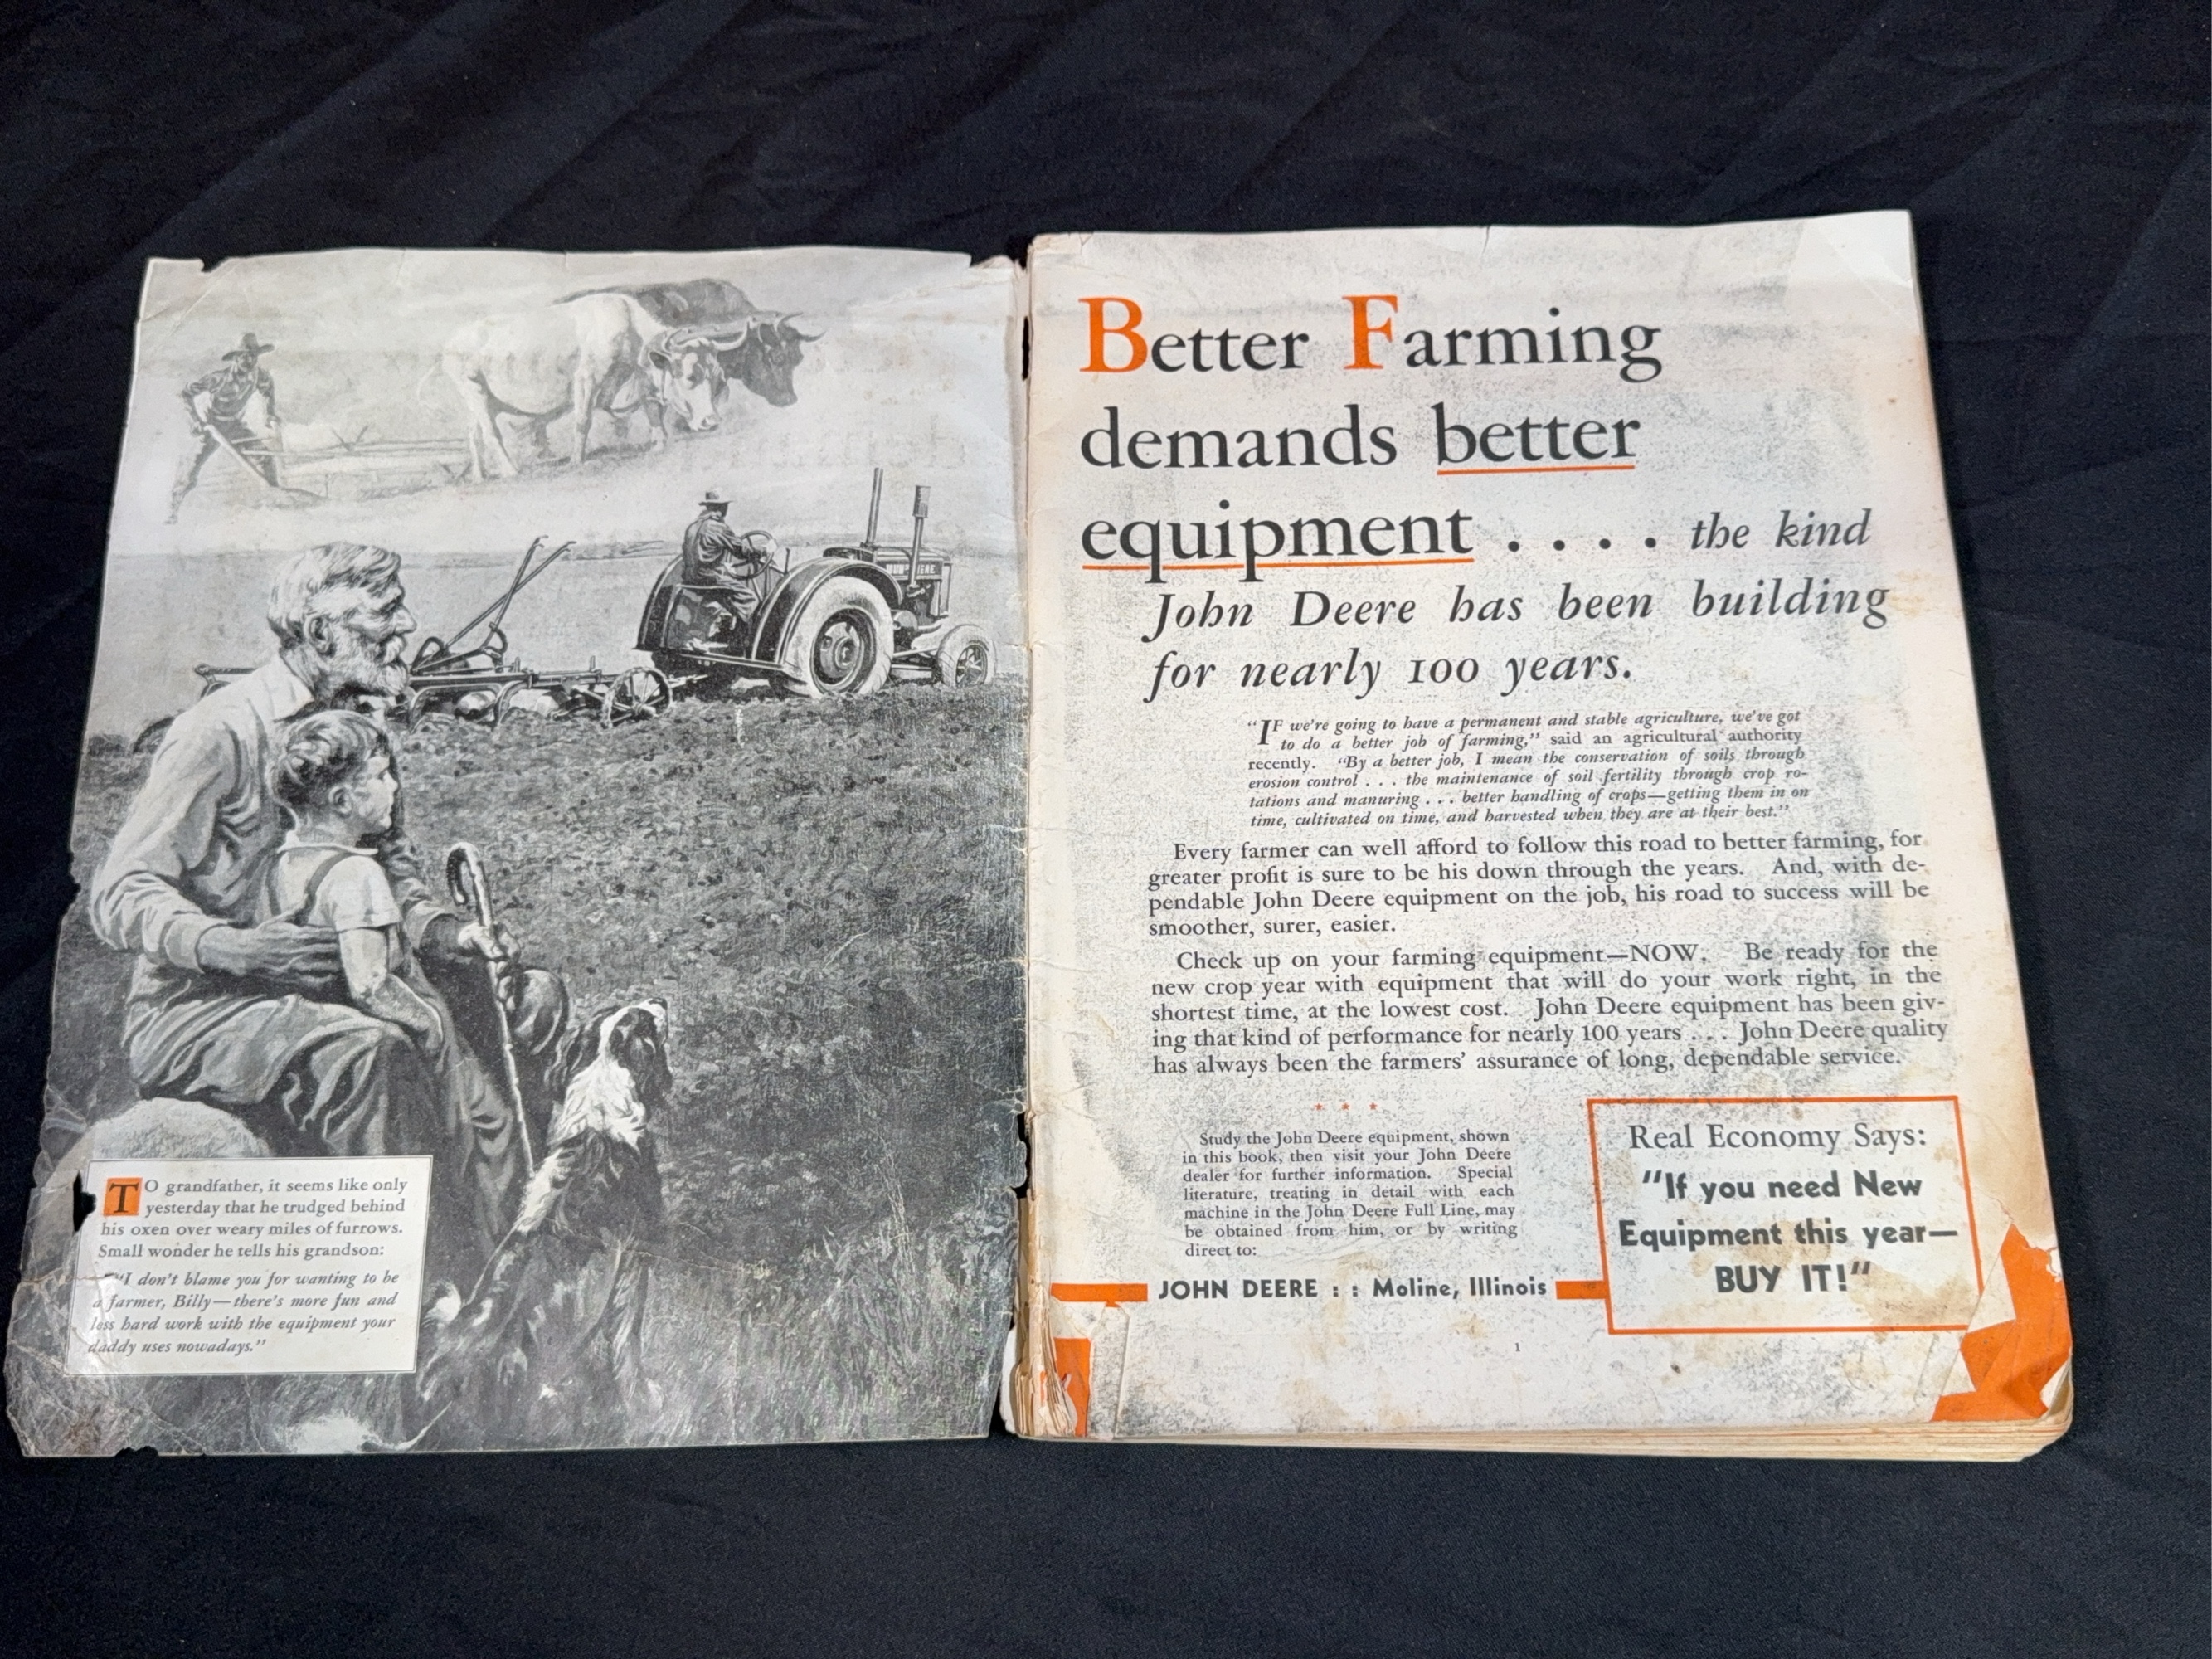 TO grandfather, it seems like only
yesterday that he trudged behind
his oxen over weary miles of furrows.
Small wonder he tells his grandson:
"I don't blame you for wanting to be
a farmer, Billy—there's more fun and
less hard work with the equipment your
daddy uses nowadays."
Better Farming
demands better
equipment . . . . the kind
John Deere has been building
for nearly 100 years.
"IF we're going to have a permanent and stable agriculture, we've got
to do a better job of farming," said an agricultural authority
recently. "By a better job, I mean the conservation of soils through
erosion control . . . the maintenance of soil fertility through crop ro-
tations and manuring . . . better handling of crops—getting them in on
time, cultivated on time, and harvested when they are at their best."
Every farmer can well afford to follow this road to better farming, for
greater profit is sure to be his down through the years. And, with de-
pendable John Deere equipment on the job, his road to success will be
smoother, surer, easier.
Check up on your farming equipment—NOW. Be ready for the
new crop year with equipment that will do your work right, in the
shortest time, at the lowest cost. John Deere equipment has been giv-
ing that kind of performance for nearly 100 years . . . John Deere quality
has always been the farmers' assurance of long, dependable service.
* * *
Study the John Deere equipment, shown
in this book, then visit your John Deere
dealer for further information. Special
literature, treating in detail with each
machine in the John Deere Full Line, may
be obtained from him, or by writing
direct to:
JOHN DEERE : : Moline, Illinois
Real Economy Says:
"If you need New
Equipment this year—
BUY IT!"
1